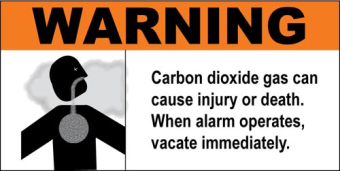 WARNING
Carbon dioxide gas can
cause injury or death.
When alarm operates,
vacate immediately.